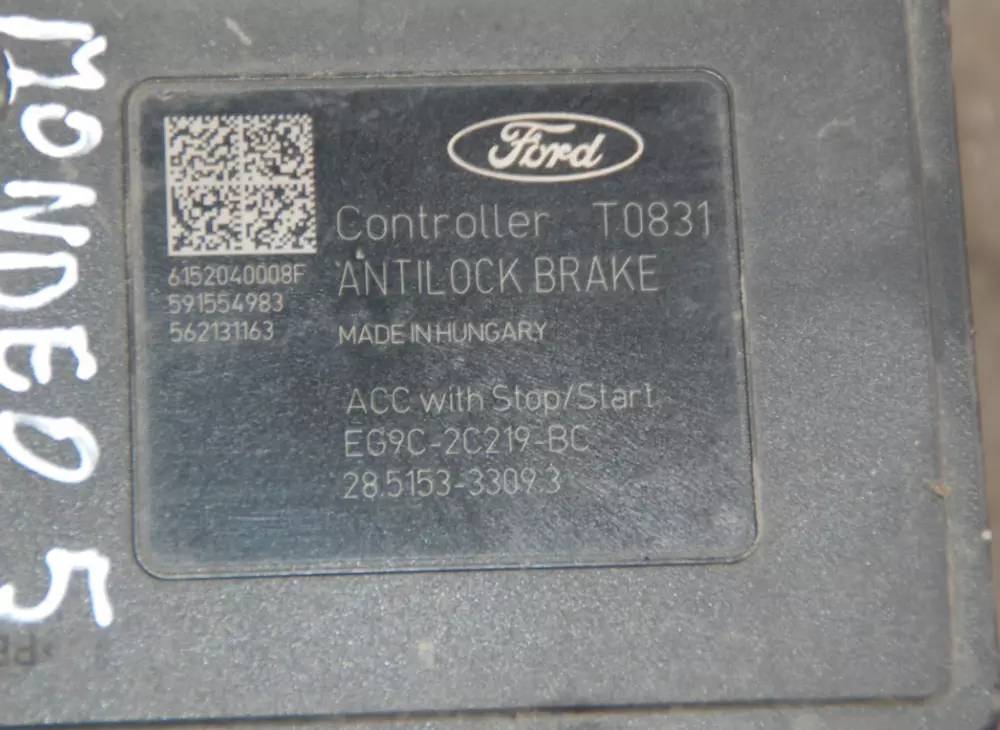 MONDEO 5
Ford
Controller T0831
ANTILOCK BRAKE
MADE IN HUNGARY
6152040008F
591554983
562131163
ACC with Stop/Start
EG9C-2C219-BC
28.5153-3309.3